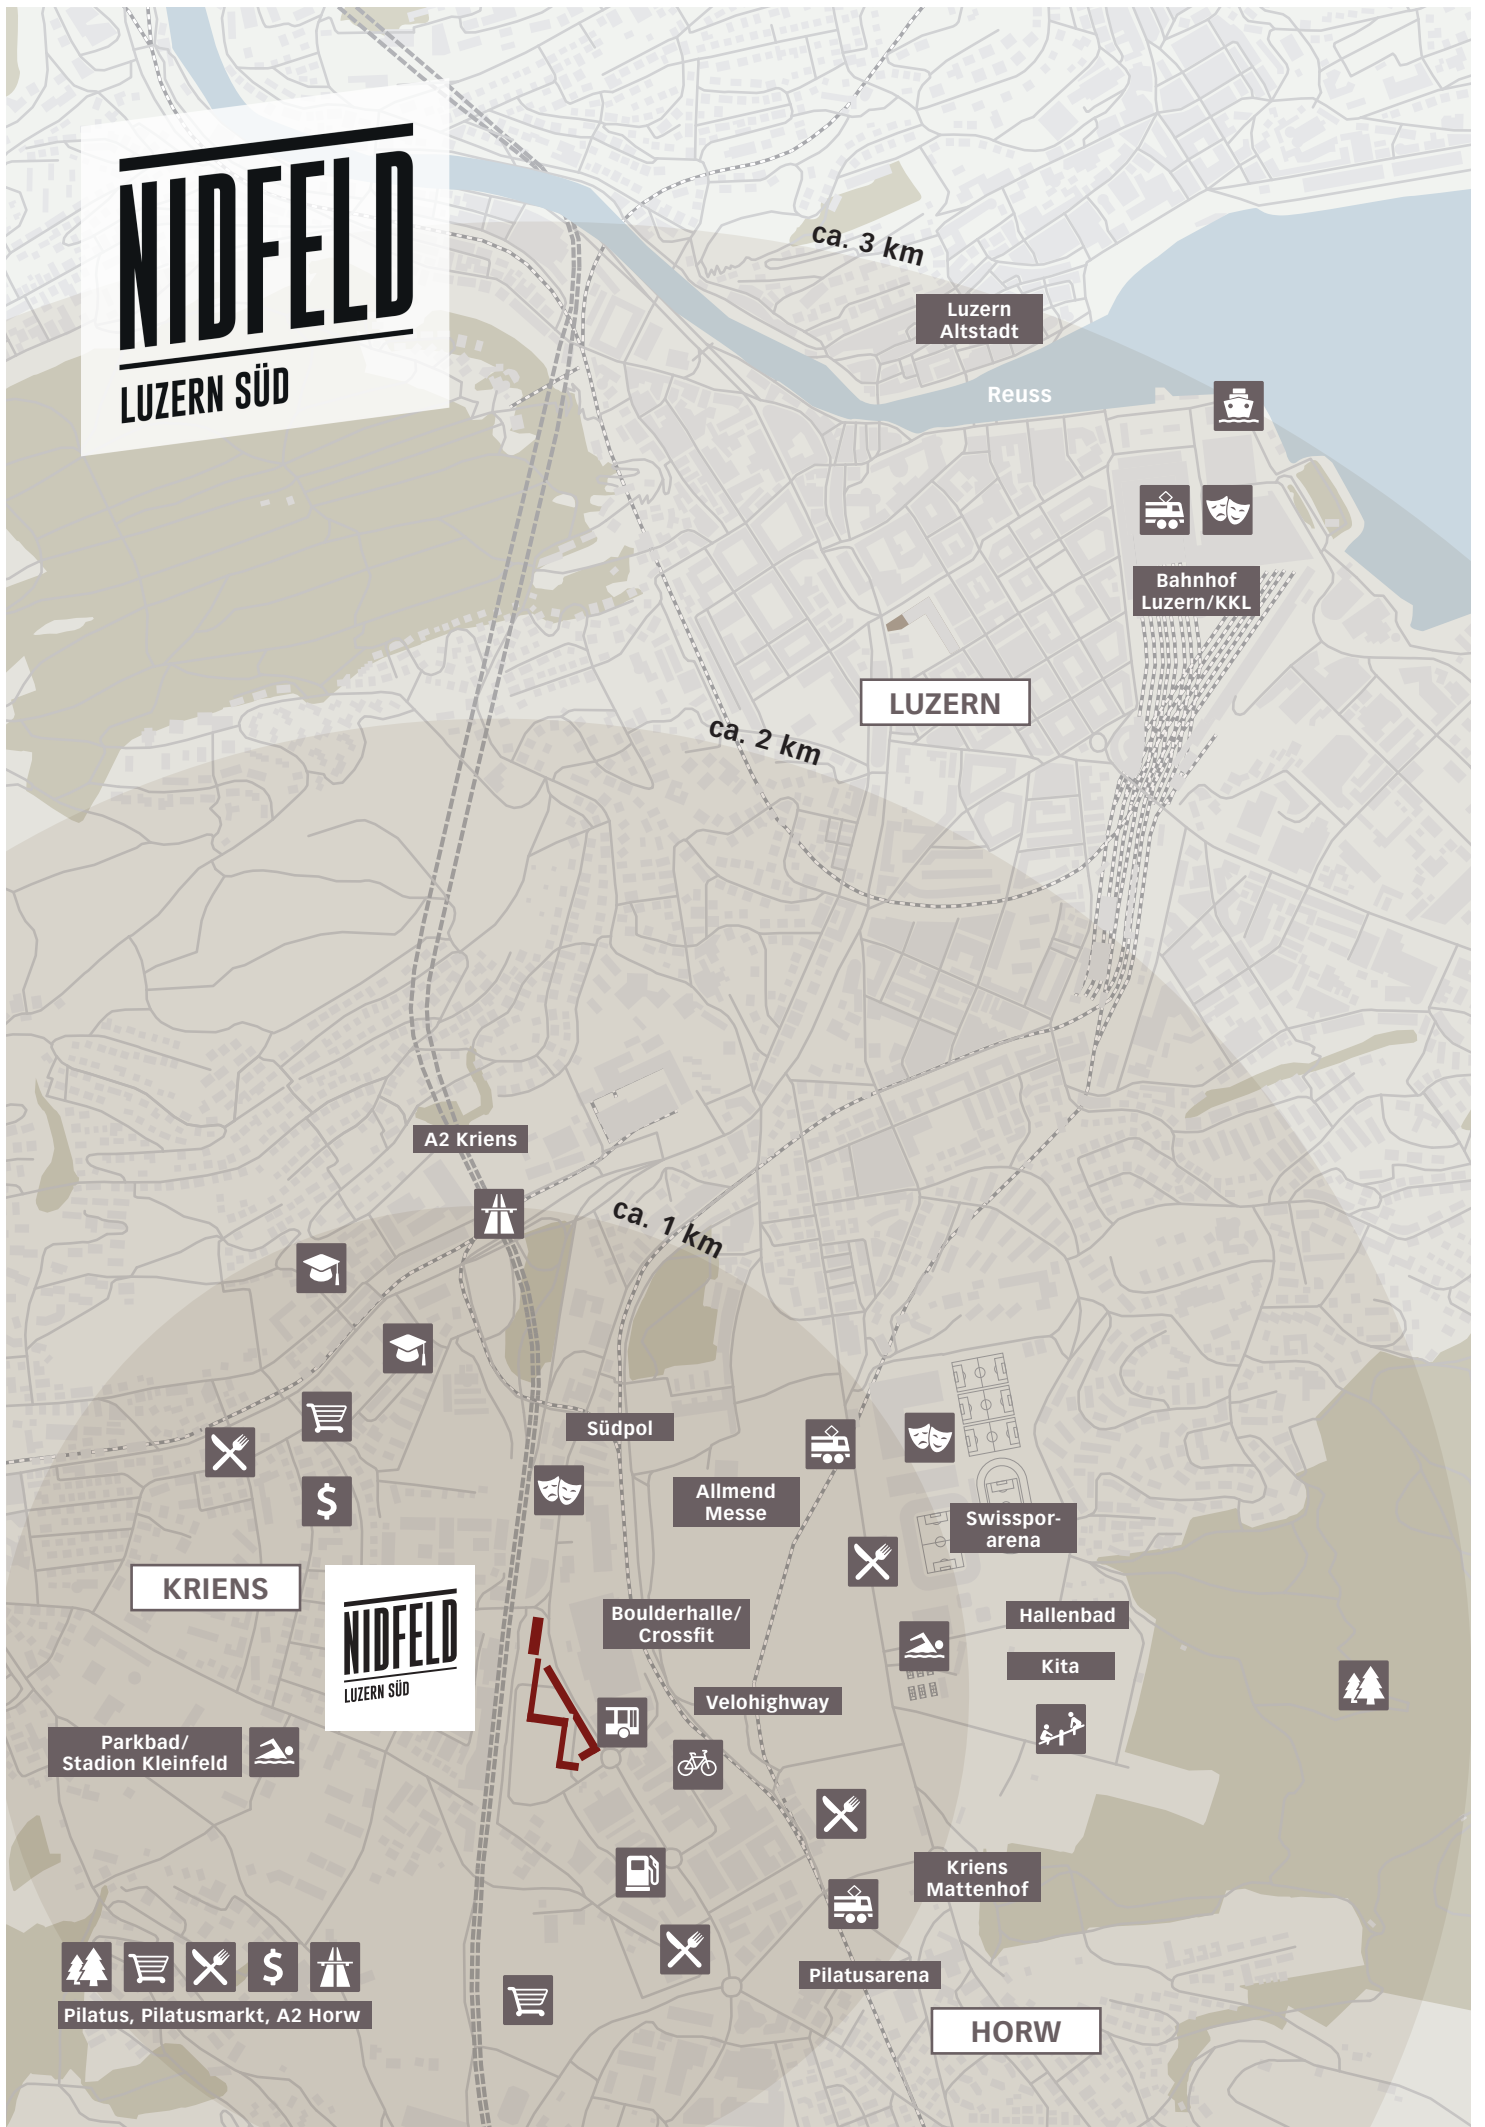 NIDFELD
LUZERN SÜD
ca. 3 km
Luzern
Altstadt
Reuss
Bahnhof
Luzern/KKL
LUZERN
ca. 2 km
A2 Kriens
ca. 1 km
Südpol
Allmend
Messe
Swisspor-
arena
KRIENS
NIDFELD
LUZERN SÜD
Boulderhalle/
Crossfit
Hallenbad
Kita
Velohighway
Parkbad/
Stadion Kleinfeld
Kriens
Mattenhof
Pilatusarena
Pilatus, Pilatusmarkt, A2 Horw
HORW